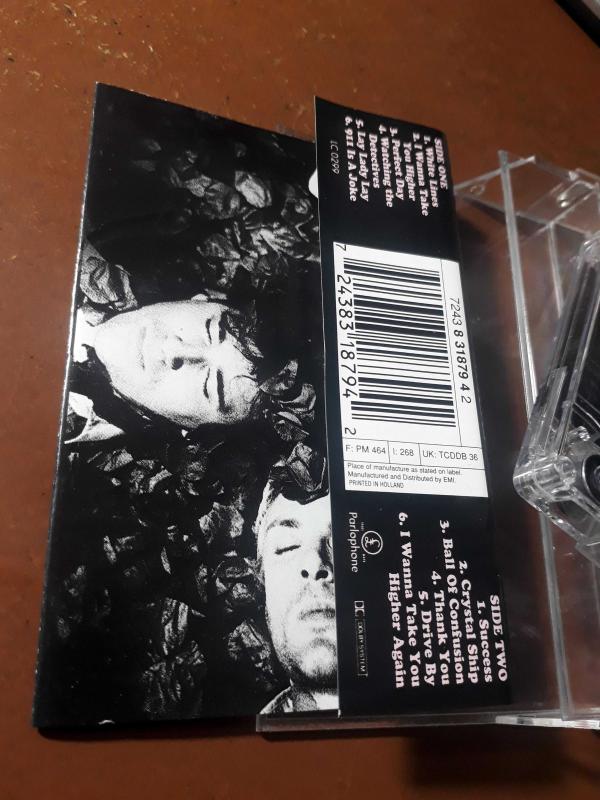 SIDE ONE
1. White Lines
2. I Wanna Take
You Higher
3. Perfect Day
4. Watching the
Detectives
5. Lay Lady Lay
6. 911 Is A Joke
IC 0299
7243 8 31879 4 2
7 24383 18794 2
F: PM 464 I: 268 UK: TCDDB 36
Place of manufacture as stated on label.
Manufactured and Distributed by EMI.
PRINTED IN HOLLAND
Parlophone
DOLBY SYSTEM
SIDE TWO
1. Success
2. Crystal Ship
3. Ball Of Confusion
4. Thank You
5. Drive By
6. I Wanna Take You
Higher Again